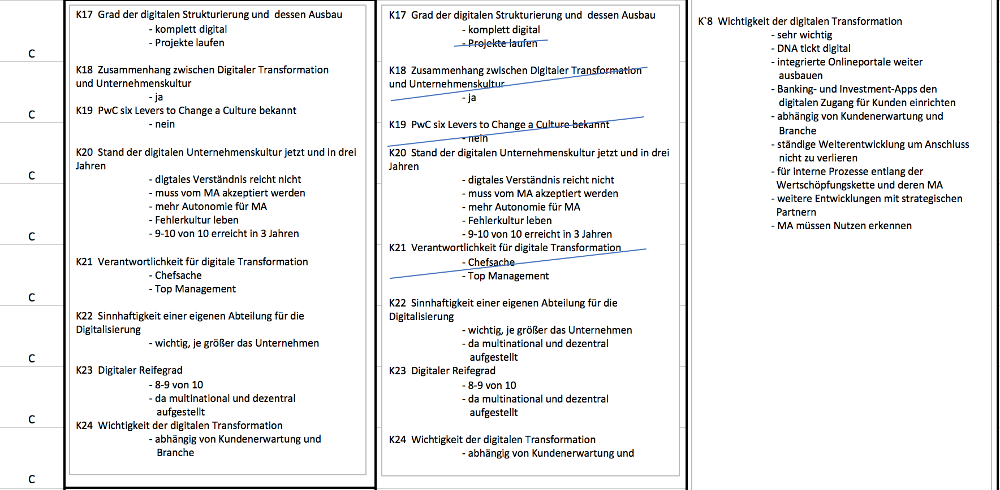 C
C
C
C
C
C
C
C
K17 Grad der digitalen Strukturierung und dessen Ausbau
- komplett digital
- Projekte laufen
K18 Zusammenhang zwischen Digitaler Transformation
und Unternehmenskultur
- ja
K19 PwC six Levers to Change a Culture bekannt
- nein
K20 Stand der digitalen Unternehmenskultur jetzt und in drei
Jahren
- digtales Verständnis reicht nicht
- muss vom MA akzeptiert werden
- mehr Autonomie für MA
- Fehlerkultur leben
- 9-10 von 10 erreicht in 3 Jahren
K21 Verantwortlichkeit für digitale Transformation
- Chefsache
- Top Management
K22 Sinnhaftigkeit einer eigenen Abteilung für die
Digitalisierung
- wichtig, je größer das Unternehmen
K23 Digitaler Reifegrad
- 8-9 von 10
- da multinational und dezentral
aufgestellt
K24 Wichtigkeit der digitalen Transformation
- abhängig von Kundenerwartung und
Branche
K17 Grad der digitalen Strukturierung und dessen Ausbau
- komplett digital
- Projekte laufen
K18 Zusammenhang zwischen Digitaler Transformation
und Unternehmenskultur
- ja
K19 PwC six Levers to Change a Culture bekannt
- nein
K20 Stand der digitalen Unternehmenskultur jetzt und in drei
Jahren
- digtales Verständnis reicht nicht
- muss vom MA akzeptiert werden
- mehr Autonomie für MA
- Fehlerkultur leben
- 9-10 von 10 erreicht in 3 Jahren
K21 Verantwortlichkeit für digitale Transformation
- Chefsache
- Top Management
K22 Sinnhaftigkeit einer eigenen Abteilung für die
Digitalisierung
- wichtig, je größer das Unternehmen
- da multinational und dezentral
aufgestellt
K23 Digitaler Reifegrad
- 8-9 von 10
- da multinational und dezentral
aufgestellt
K24 Wichtigkeit der digitalen Transformation
- abhängig von Kundenerwartung und
K`8 Wichtigkeit der digitalen Transformation
- sehr wichtig
- DNA tickt digital
- integrierte Onlineportale weiter
ausbauen
- Banking- und Investment-Apps den
digitalen Zugang für Kunden einrichten
- abhängig von Kundenerwartung und
Branche
- ständige Weiterentwicklung um Anschluss
nicht zu verlieren
- für interne Prozesse entlang der
Wertschöpfungskette und deren MA
- weitere Entwicklungen mit strategischen
Partnern
- MA müssen Nutzen erkennen